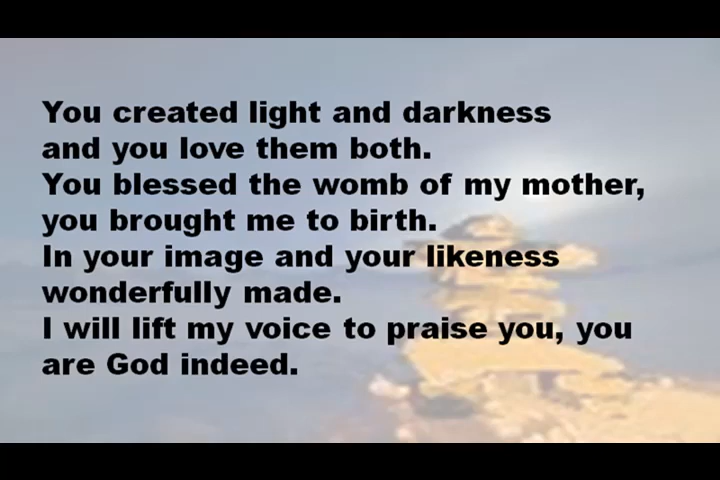 You created light and darkness
and you love them both.
You blessed the womb of my mother,
you brought me to birth.
In your image and your likeness
wonderfully made.
I will lift my voice to praise you, you
are God indeed.